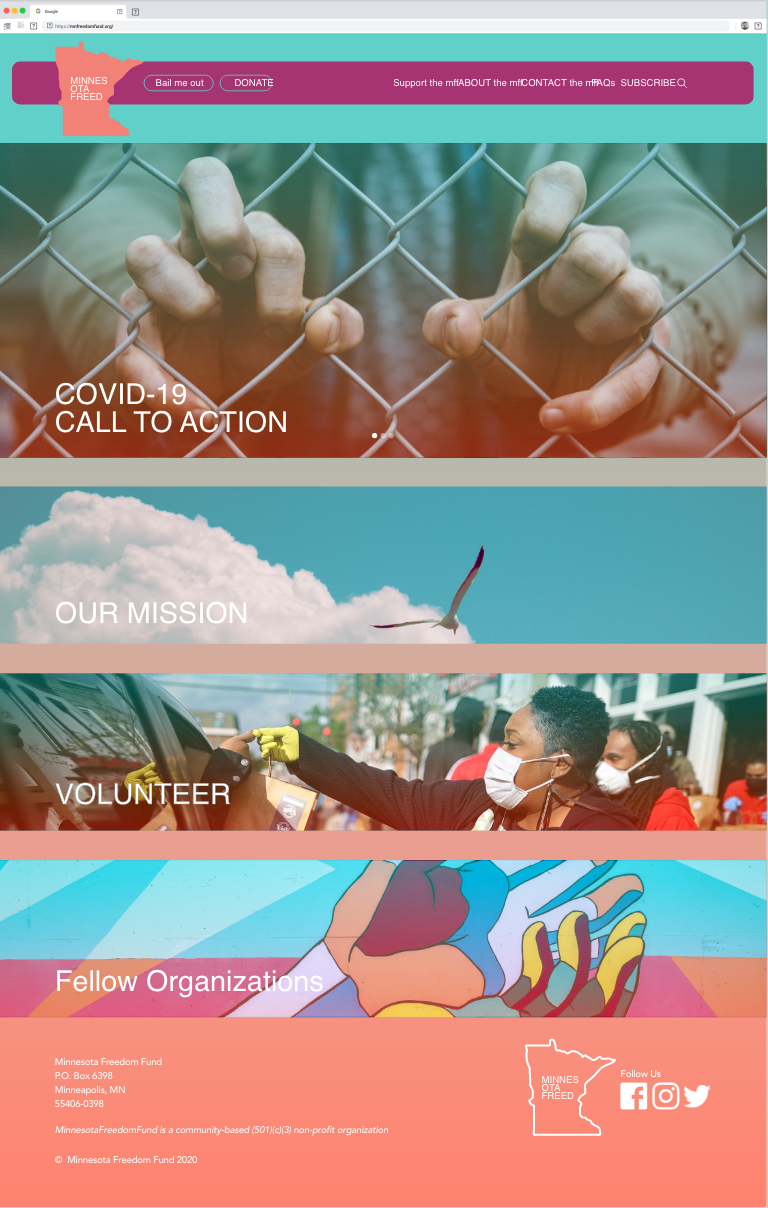 Google
https://mnfreedomfund.org/
MINNES
OTA
FREED
Bail me out
DONATE
Support the mff
ABOUT the mff
CONTACT the mff
FAQs
SUBSCRIBE
COVID-19
CALL TO ACTION
OUR MISSION
VOLUNTEER
Fellow Organizations
Minnesota Freedom Fund
P.O. Box 6398
Minneapolis, MN
55406-0398
MinnesotaFreedomFund is a community-based (501)(c)(3) non-profit organization
© Minnesota Freedom Fund 2020
MINNES
OTA
FREED
Follow Us